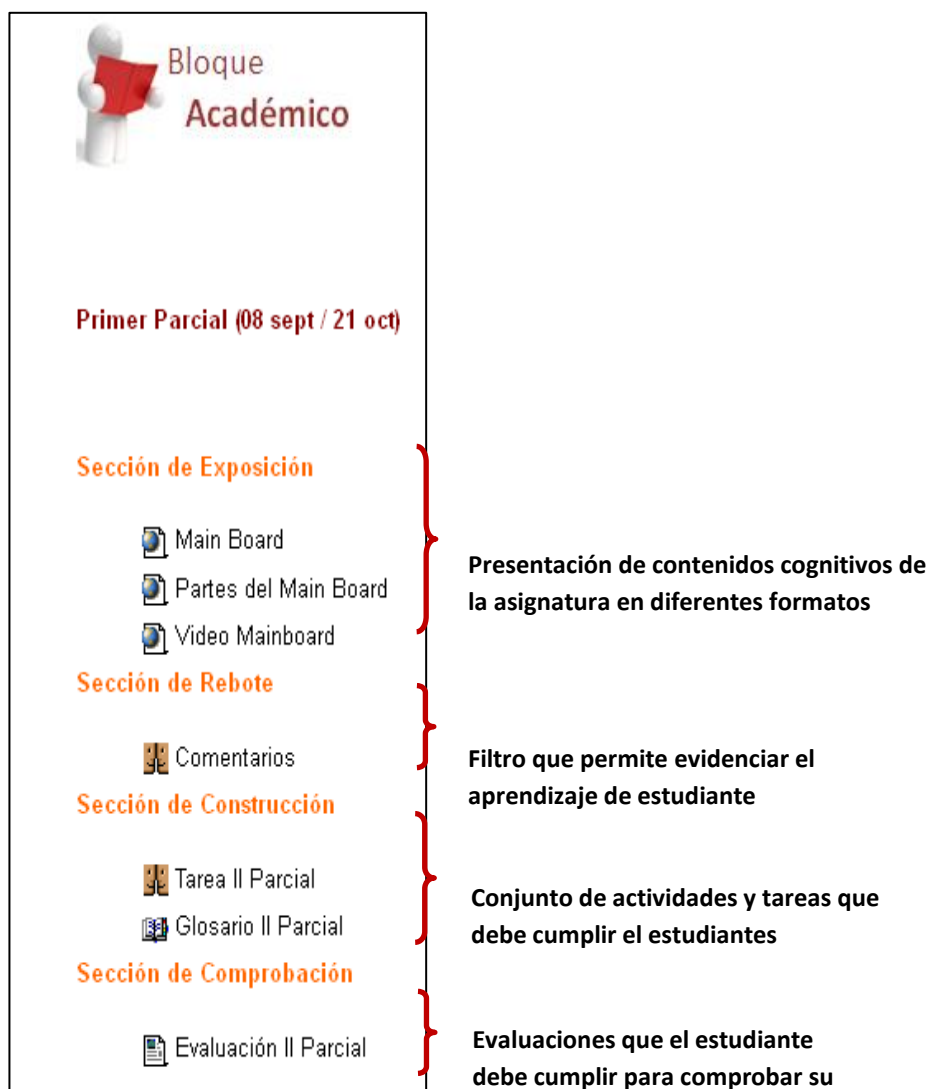 Bloque
Académico
Primer Parcial (08 sept / 21 oct)
Sección de Exposición
Main Board
Partes del Main Board
Video Mainboard
Presentación de contenidos cognitivos de
la asignatura en diferentes formatos
Sección de Rebote
Comentarios
Filtro que permite evidenciar el
aprendizaje de estudiante
Sección de Construcción
Tarea II Parcial
Glosario II Parcial
Conjunto de actividades y tareas que
debe cumplir el estudiantes
Sección de Comprobación
Evaluación II Parcial
Evaluaciones que el estudiante
debe cumplir para comprobar su